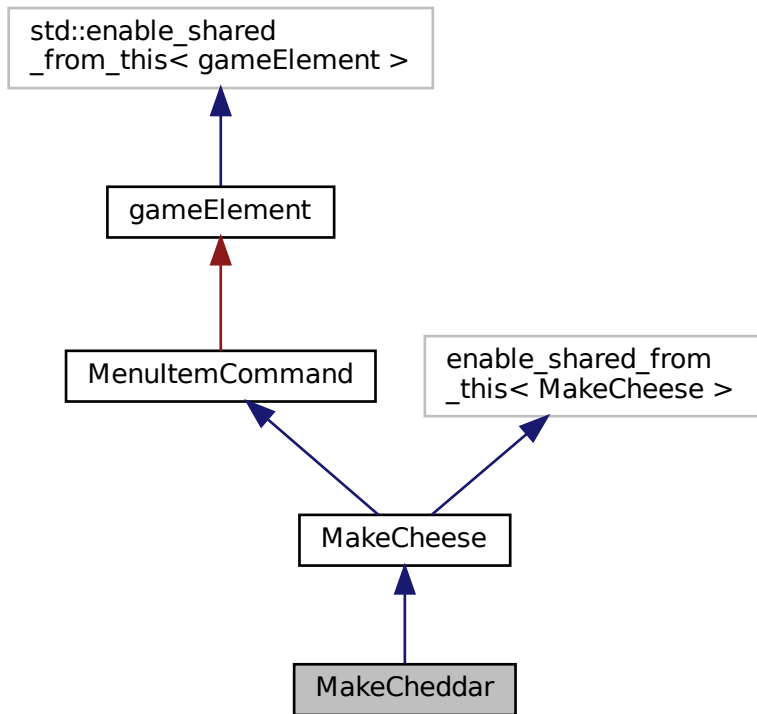 std::enable_shared
_from_this< gameElement >
gameElement
MenuItemCommand
enable_shared_from
_this< MakeCheese >
MakeCheese
MakeCheddar